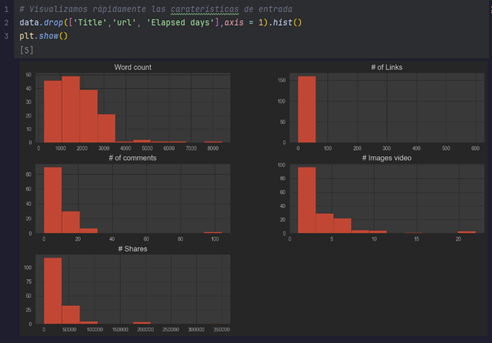 1 # Visualizamos rápidamente las caraterísticas de entrada
2 data.drop(['Title','url', 'Elapsed days'],axis = 1).hist()
3 plt.show()
[5]
Word count
50
40
30
20
10
0
0 1000 2000 3000 4000 5000 6000 7000 8000
# of Links
150
100
50
0
0 100 200 300 400 500 600
# of comments
80
60
40
20
0
0 20 40 60 80 100
# Images video
100
80
60
40
20
0
0 5 10 15 20
# Shares
100
75
50
25
0
0 50000 100000 150000 200000 250000 300000 350000